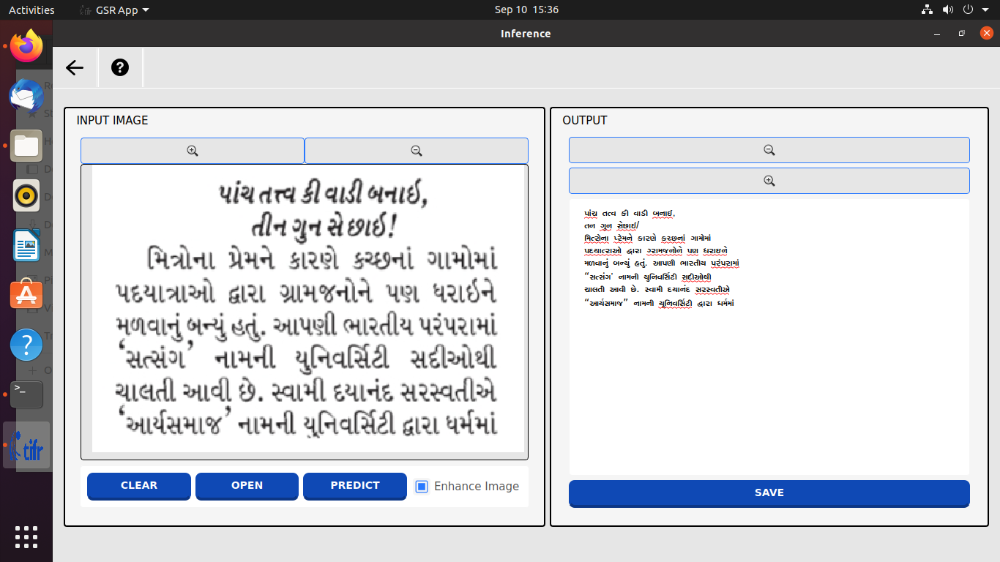 Activities GSR App Sep 10 15:36
Inference
INPUT IMAGE
પાંચ તત્ત્વ કી વાડી બનાઈ,
તીન ગુન સે છાઈ!
મિત્રોના પ્રેમને કારણે કચ્છનાં ગામોમાં
પદયાત્રાઓ દ્વારા ગ્રામજનોને પણ ધરાઇને
મળવાનું બન્યું હતું. આપણી ભારતીય પરંપરામાં
‘સત્સંગ’ નામની યુનિવર્સિટી સદીઓથી
ચાલતી આવી છે. સ્વામી દયાનંદ સરસ્વતીએ
‘આર્યસમાજ’ નામની યુનિવર્સિટી દ્વારા ધર્મમાં
CLEAR OPEN PREDICT Enhance Image
OUTPUT
પાંચ તત્વ કી વાડી બનાઈ,
તન ગુન સેછાઈ/
મિત્રોના પ્રેમને કારણે કચ્છનાં ગામોમાં
પદયાત્રાઓ દ્વારા ગ્રામજનોને પણ ધરાઇને
મળવાનું બન્યું હતું. આપણી ભારતીય પરંપરામાં
“સત્સંગ' નામની યુનિવર્સિટી સદીઓથી
ચાલતી આવી છે. સ્વામી દયાનંદ સરસ્વતીએ
“આર્યસમાજ” નામની યુનિવર્સિટી દ્વારા ધર્મમાં
SAVE
tifr